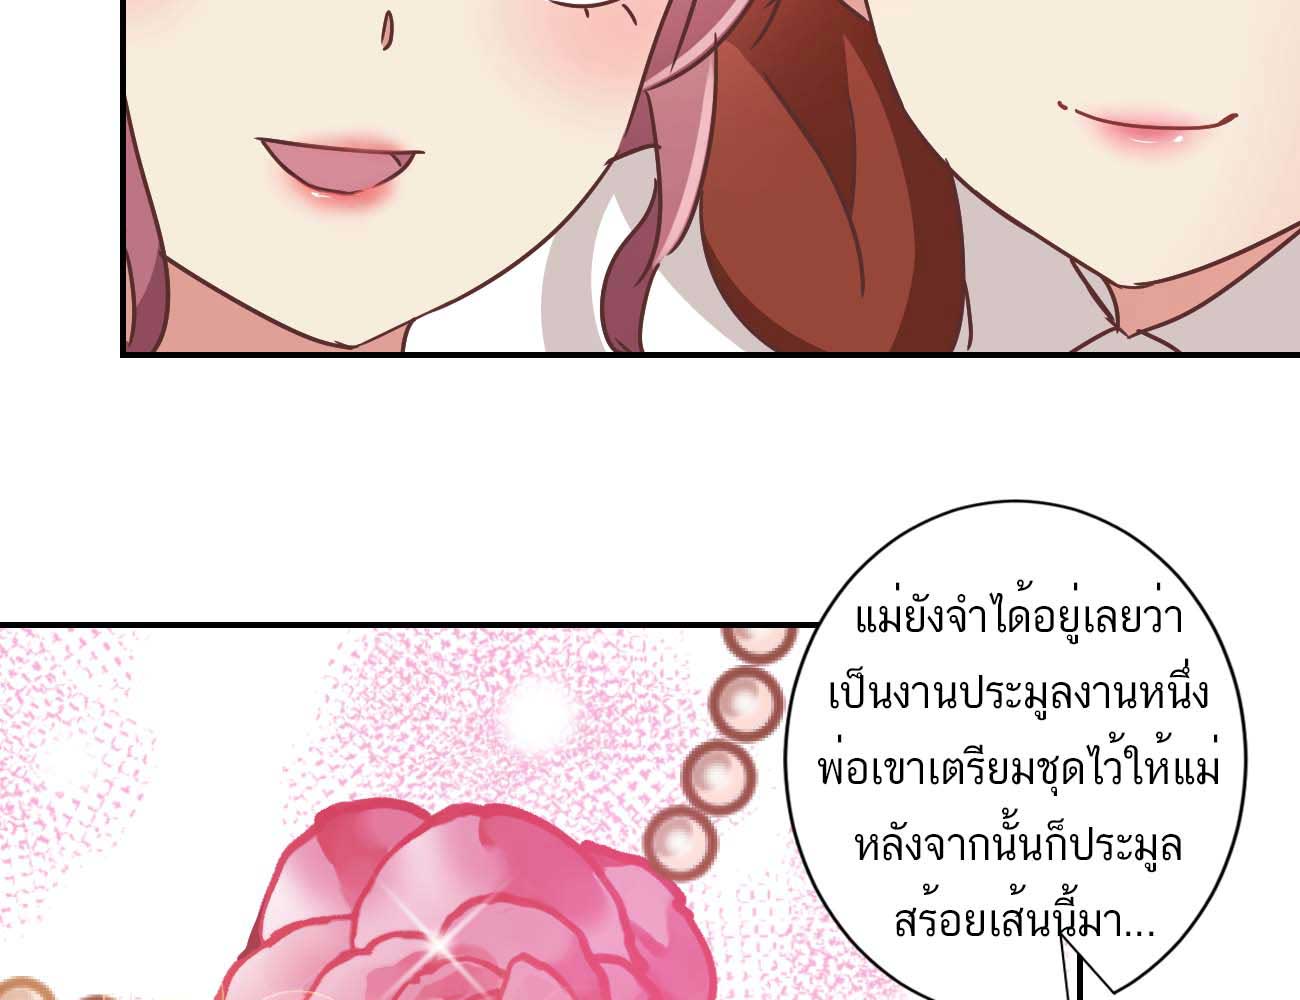 แม่ยังจำได้อยู่เลยว่า
เป็นงานประมูลงานหนึ่ง
พ่อเขาเตรียมชุดไว้ให้แม่
หลังจากนั้นก็ประมูล
สร้อยเส้นนี้มา...